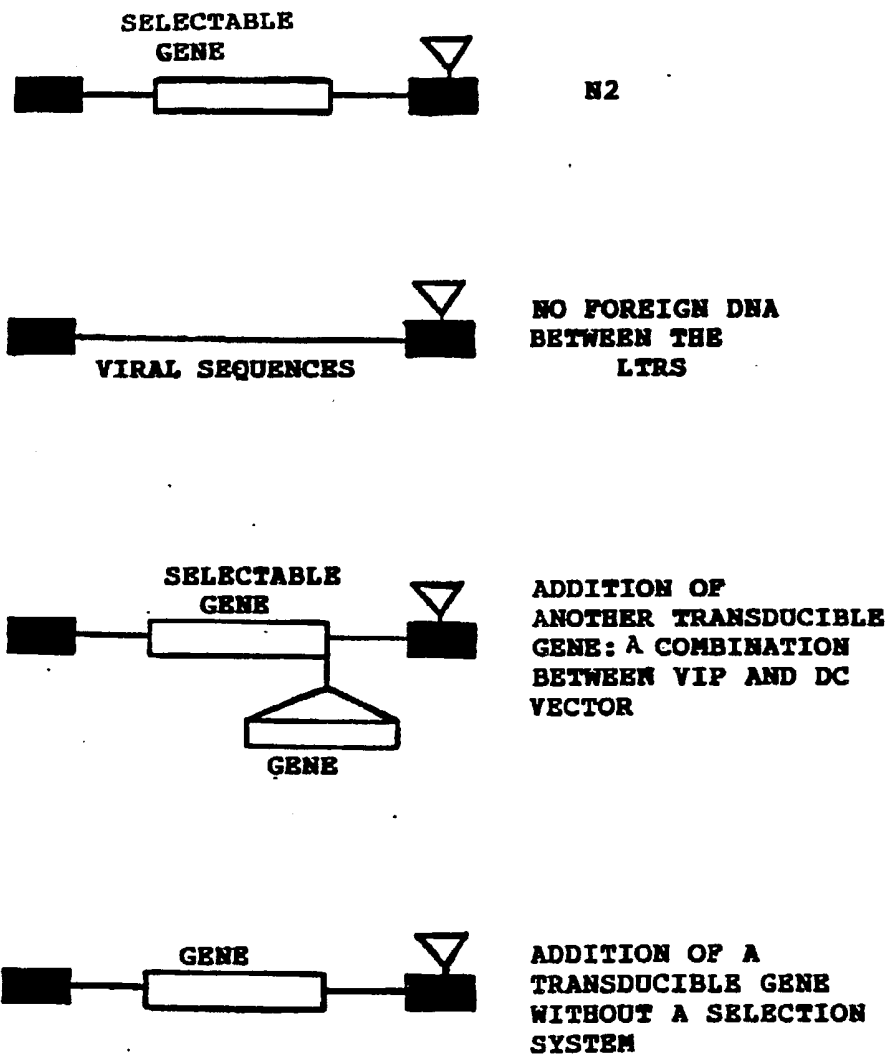 SELECTABLE
GENE
N2
NO FOREIGN DNA
BETWEEN THE
LTRS
VIRAL SEQUENCES
SELECTABLE
GENE
GENE
ADDITION OF
ANOTHER TRANSDUCIBLE
GENE: A COMBINATION
BETWEEN VIP AND DC
VECTOR
GENE
ADDITION OF A
TRANSDUCIBLE GENE
WITHOUT A SELECTION
SYSTEM